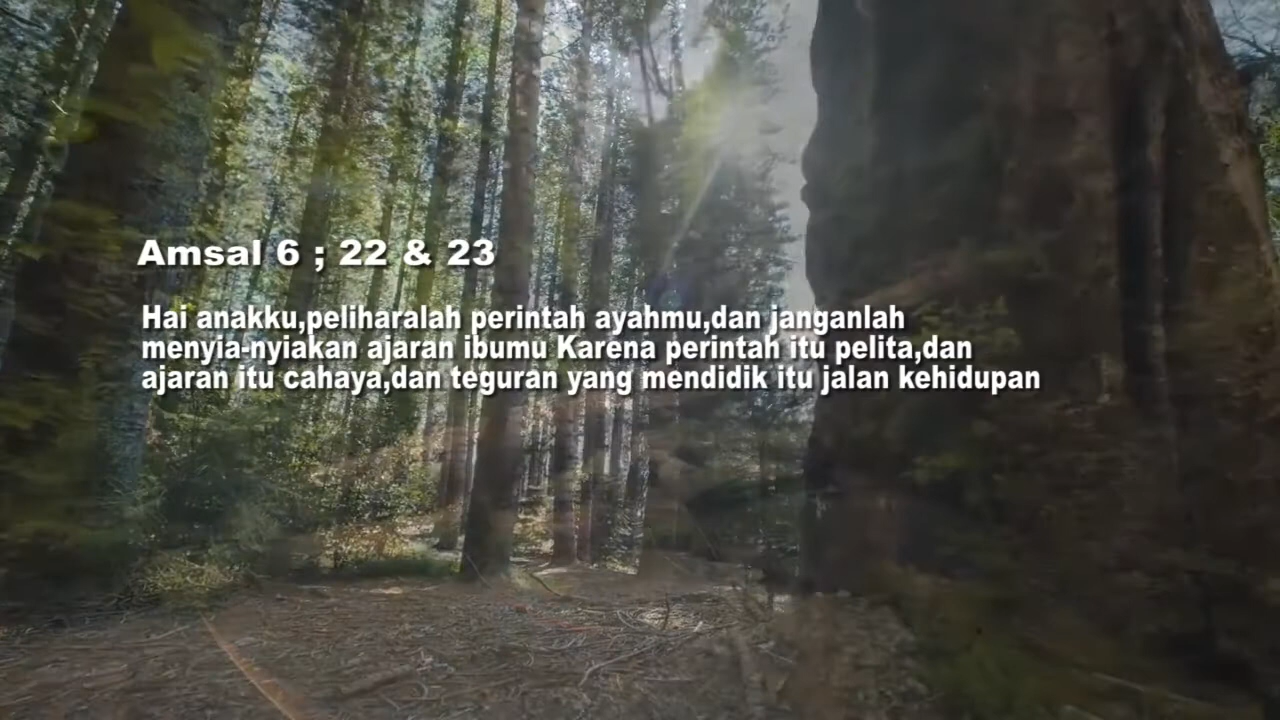 Amsal 6 ; 22 & 23
Hai anakku,peliharalah perintah ayahmu,dan janganlah
menyia-nyiakan ajaran ibumu Karena perintah itu pelita,dan
ajaran itu cahaya,dan teguran yang mendidik itu jalan kehidupan